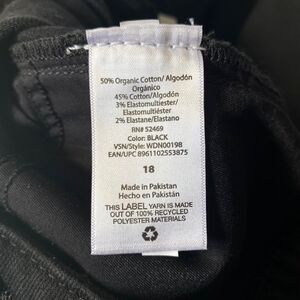 50% Organic Cotton/ Algodón
Orgánico
45% Cotton/ Algodón
3% Elastomultiester/
Elastomultiéster
2% Elastane/Elastano
RN# 52469
Color: BLACK
VSN/Style: WDN00198
EAN/UPC 8961102553875
18
Made in Pakistan
Hecho en Pakistán
THIS LABEL YARN IS MADE
OUT OF 100% RECYCLED
POLYESTER MATERIALS